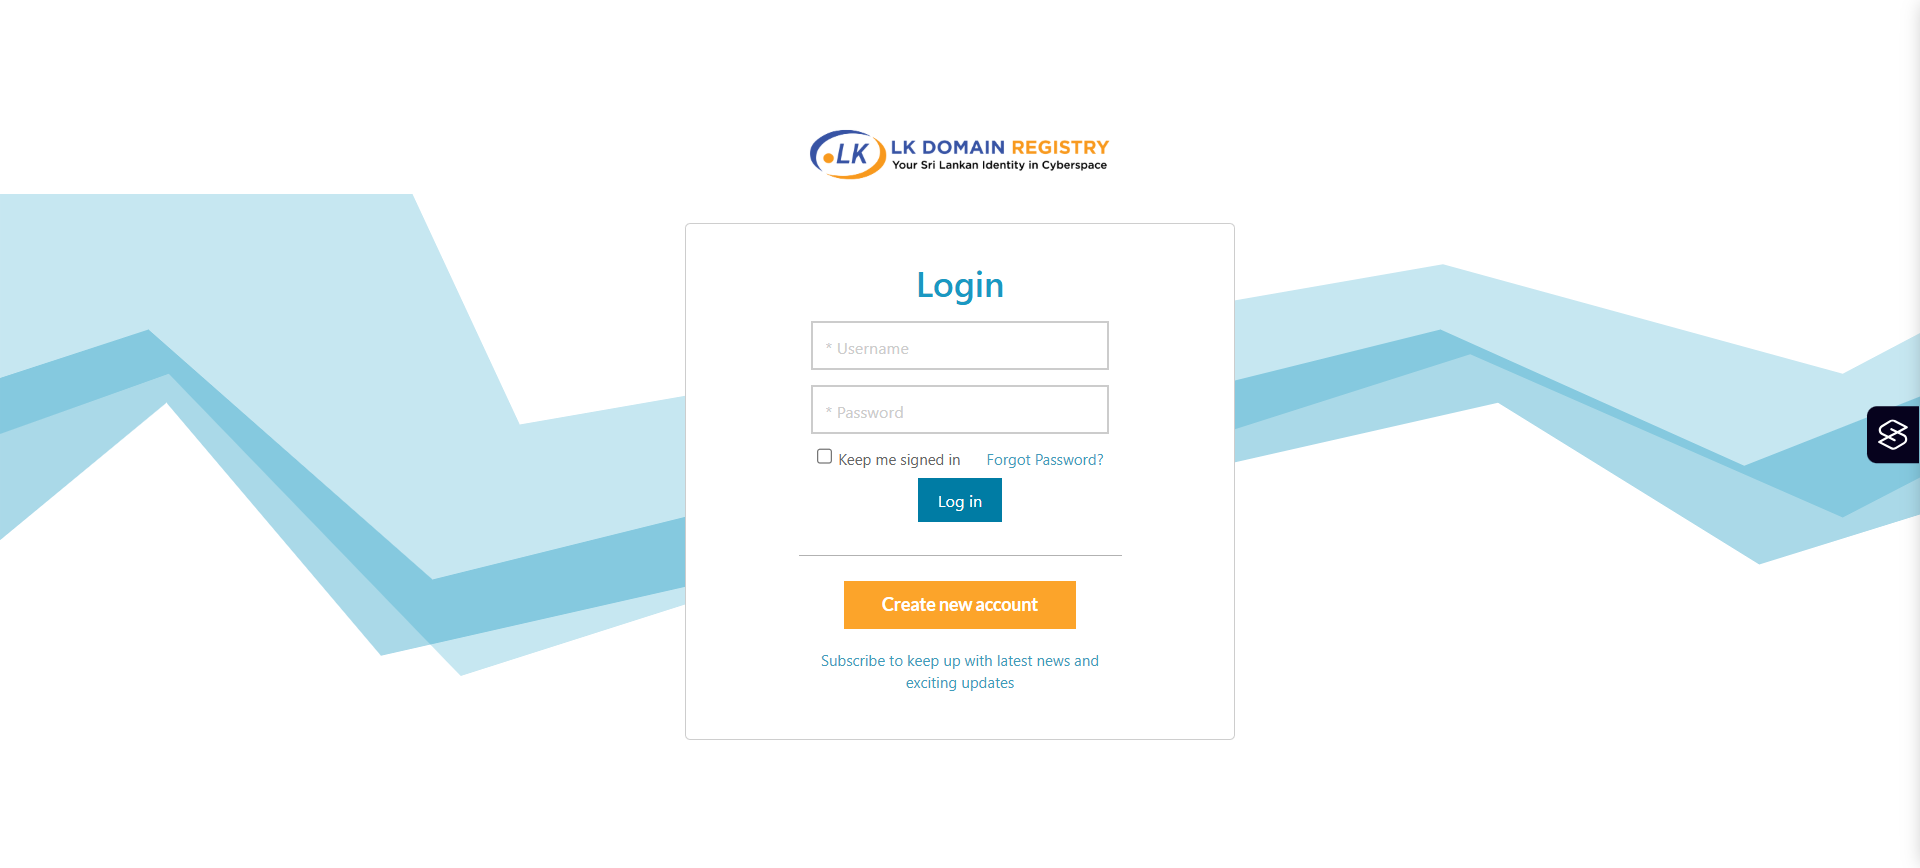 .LK LK DOMAIN REGISTRY
Your Sri Lankan Identity in Cyberspace
Login
* Username
* Password
Keep me signed in Forgot Password?
Log in
Create new account
Subscribe to keep up with latest news and
exciting updates